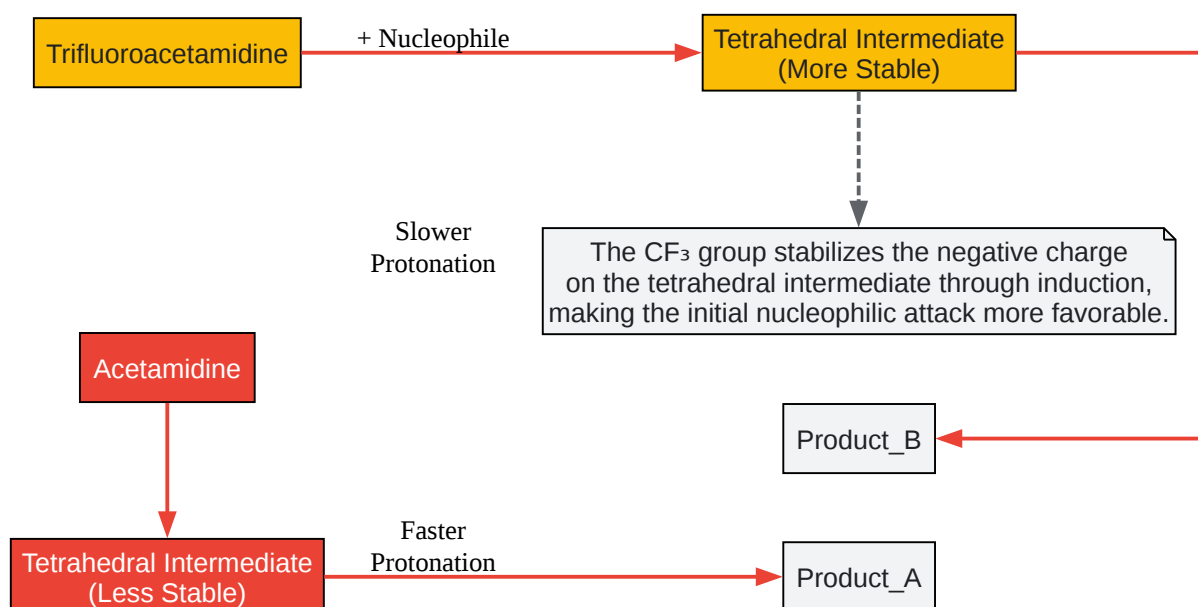 Trifluoroacetamidine
+ Nucleophile
Tetrahedral Intermediate
(More Stable)
Slower
Protonation
The CF₃ group stabilizes the negative charge
on the tetrahedral intermediate through induction,
making the initial nucleophilic attack more favorable.
Acetamidine
Product_B
Tetrahedral Intermediate
(Less Stable)
Faster
Protonation
Product_A